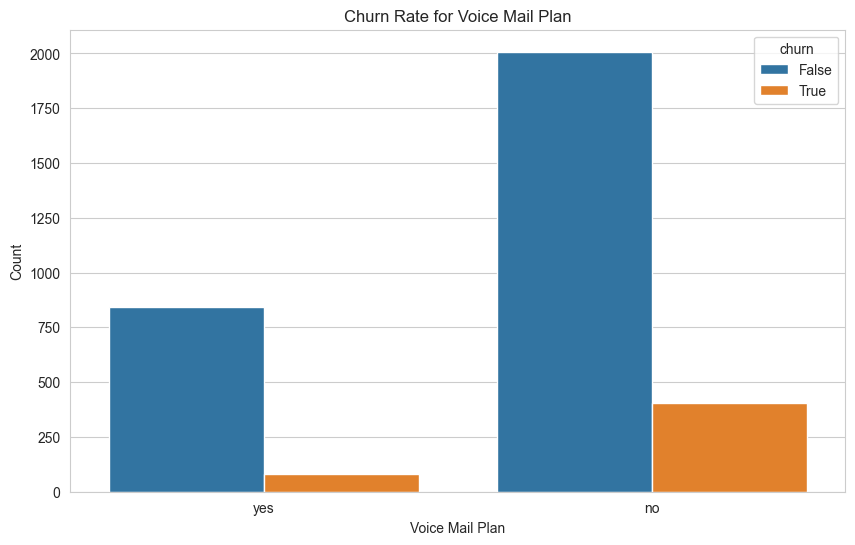 Churn Rate for Voice Mail Plan
churn
False
True
2000
1750
1500
1250
1000
750
500
250
0
Count
yes
no
Voice Mail Plan